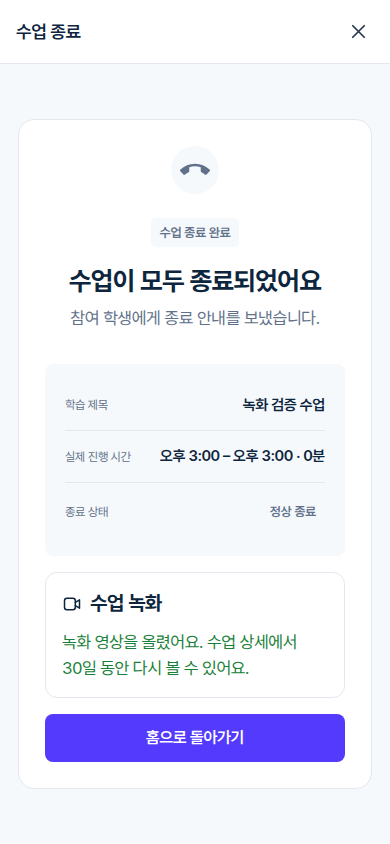 수업 종료
수업 종료 완료
수업이 모두 종료되었어요
참여 학생에게 종료 안내를 보냈습니다.
학습 제목 녹화 검증 수업
실제 진행 시간 오후 3:00 – 오후 3:00 · 0분
종료 상태 정상 종료
수업 녹화
녹화 영상을 올렸어요. 수업 상세에서
30일 동안 다시 볼 수 있어요.
홈으로 돌아가기